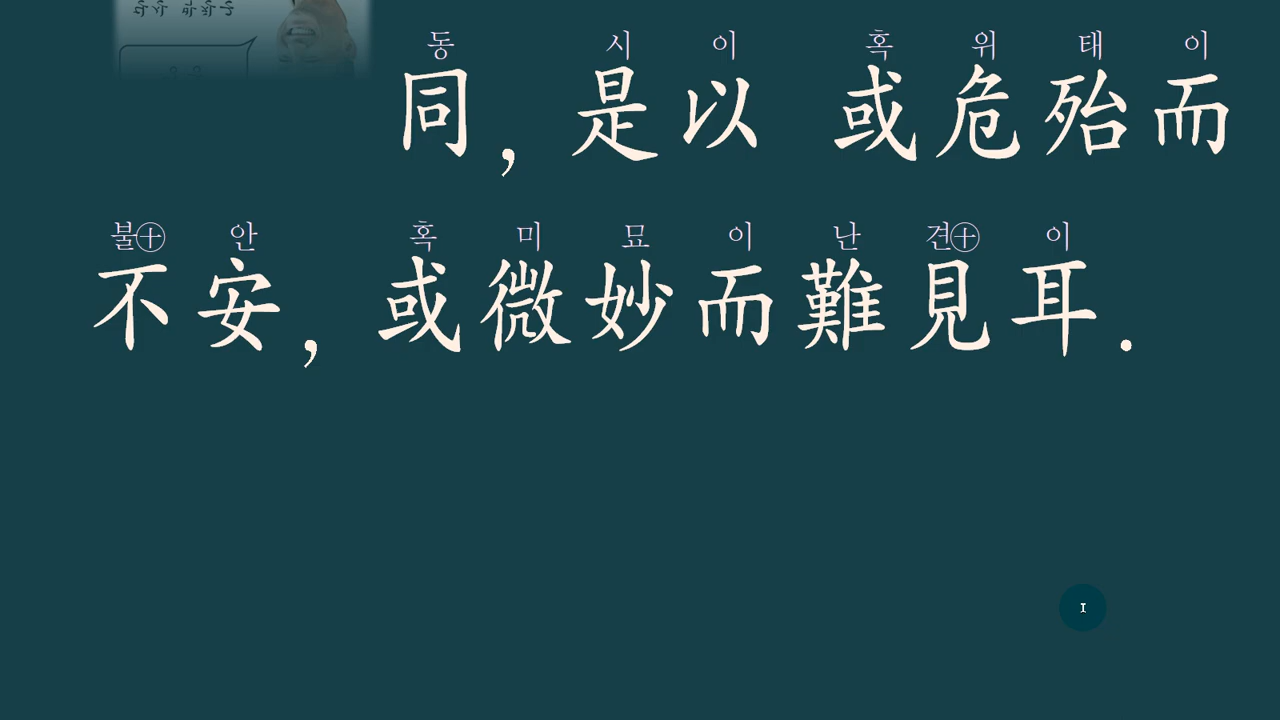 동 시 이 혹 위 태 이
同, 是以 或危殆而
불㊉ 안 혹 미 묘 이 난 견㊉ 이
不安, 或微妙而難見耳.